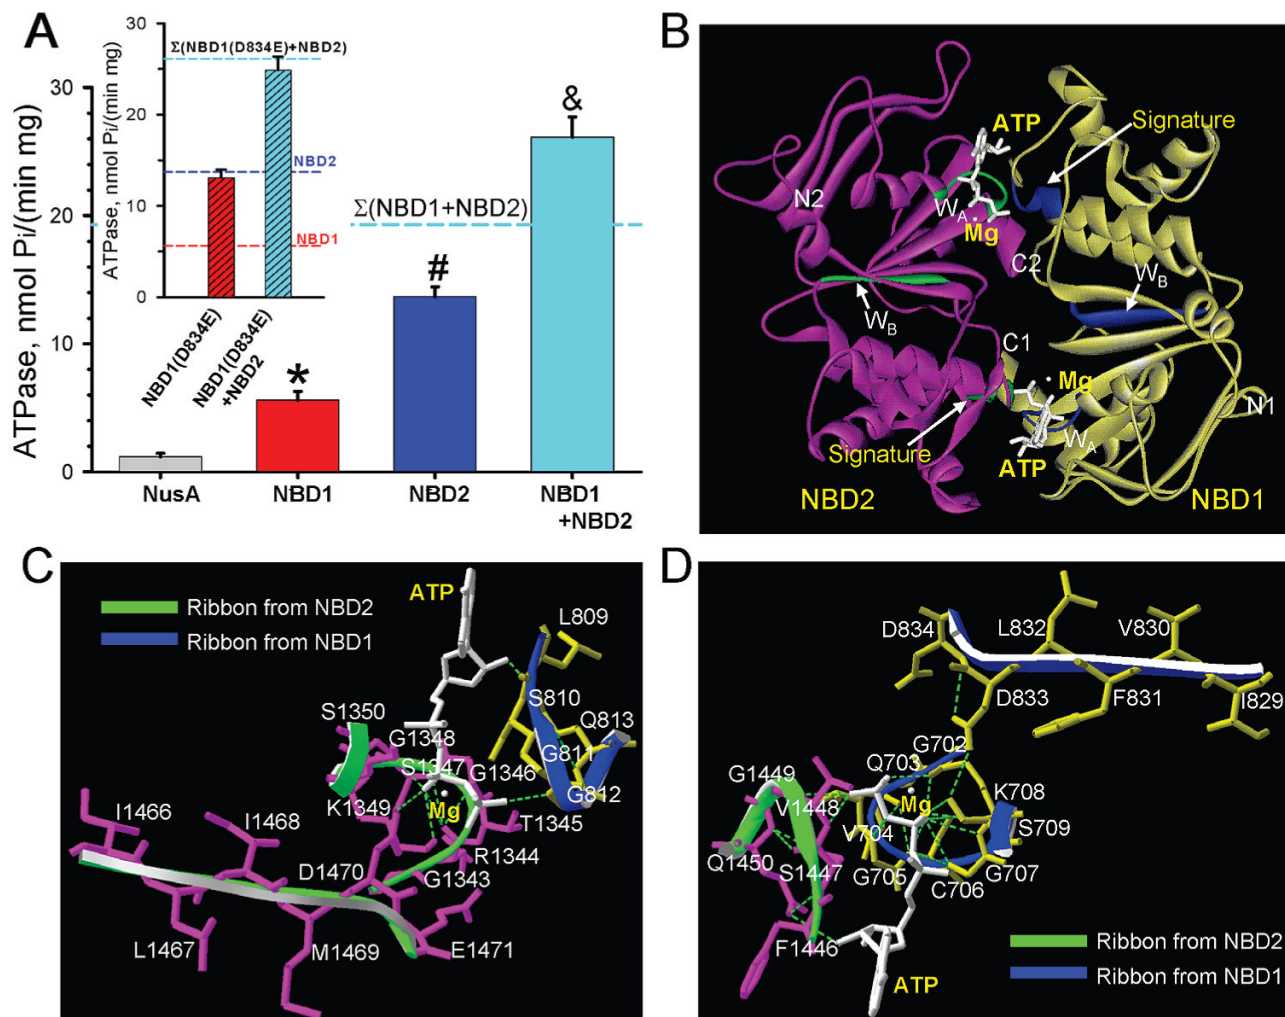 A
ATPase, nmol Pi/(min mg)
30
20
10
0
NusA
NBD1
NBD2
NBD1
+NBD2
*
#
&
Σ(NBD1+NBD2)
ATPase, nmol Pi/(min mg)
30
25
20
15
10
5
0
Σ(NBD1(D834E)+NBD2)
NBD2
NBD1
NBD1(D834E)
NBD1(D834E)
+NBD2
B
ATP
Signature
N2
WA
Mg
C2
WB
WB
C1
Mg
N1
Signature
WA
ATP
NBD2
NBD1
C
Ribbon from NBD2
Ribbon from NBD1
ATP
L809
S810
Q813
S1350
G1348
G811
S1347
G1346
G812
K1349
Mg
T1345
I1466
I1468
R1344
D1470
G1343
L1467
M1469
E1471
D
D834
L832
V830
D833
F831
I829
G702
Q703
G1449
K708
Mg
V1448
S709
V704
Q1450
S1447
G705
G707
C706
F1446
ATP
Ribbon from NBD2
Ribbon from NBD1